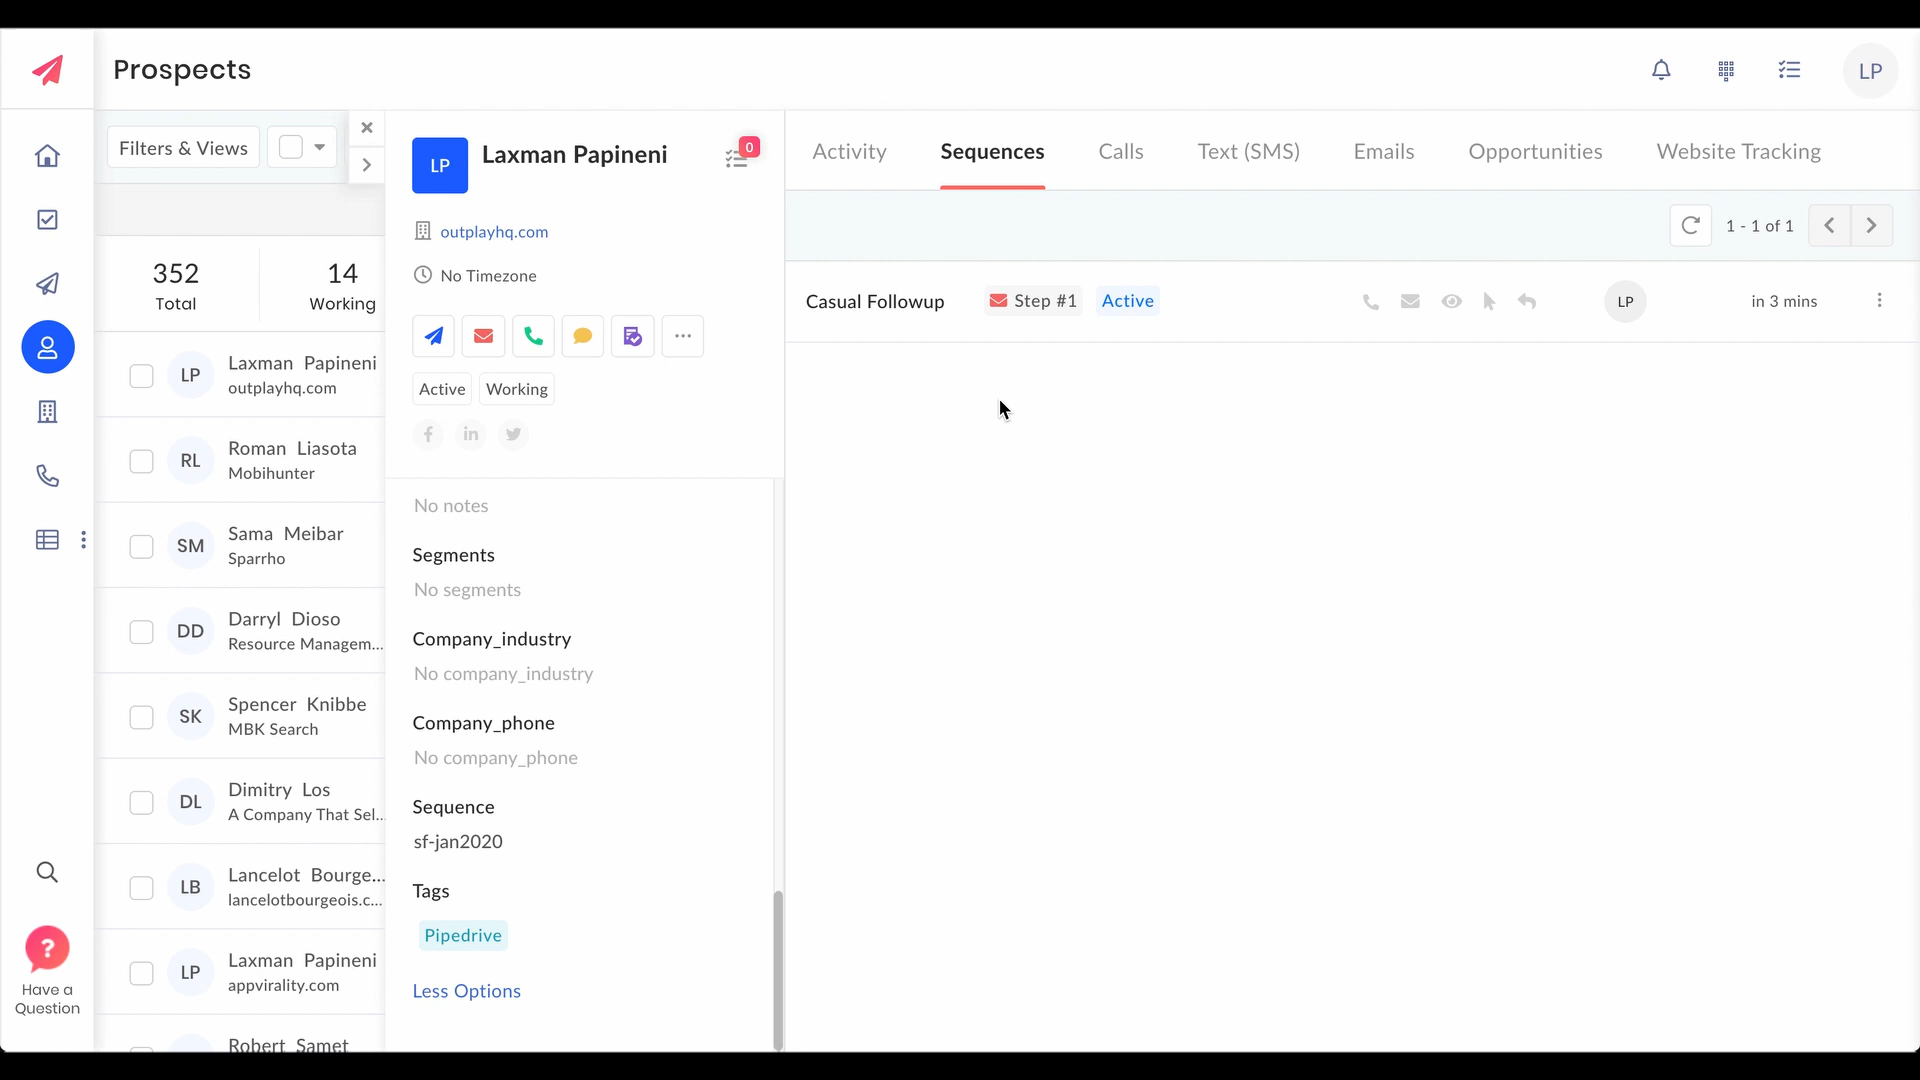 Prospects
LP
Filters & Views
352
Total
14
Working
LP
Laxman Papineni
outplayhq.com
RL
Roman Liasota
Mobihunter
SM
Sama Meibar
Sparrho
DD
Darryl Dioso
Resource Managem...
SK
Spencer Knibbe
MBK Search
DL
Dimitry Los
A Company That Sel...
LB
Lancelot Bourge...
lancelotbourgeois.c...
LP
Laxman Papineni
appvirality.com
Robert Samet
?
Have a
Question
LP
Laxman Papineni
0
outplayhq.com
No Timezone
Active
Working
No notes
Segments
No segments
Company_industry
No company_industry
Company_phone
No company_phone
Sequence
sf-jan2020
Tags
Pipedrive
Less Options
Activity
Sequences
Calls
Text (SMS)
Emails
Opportunities
Website Tracking
1 - 1 of 1
Casual Followup
Step #1
Active
LP
in 3 mins